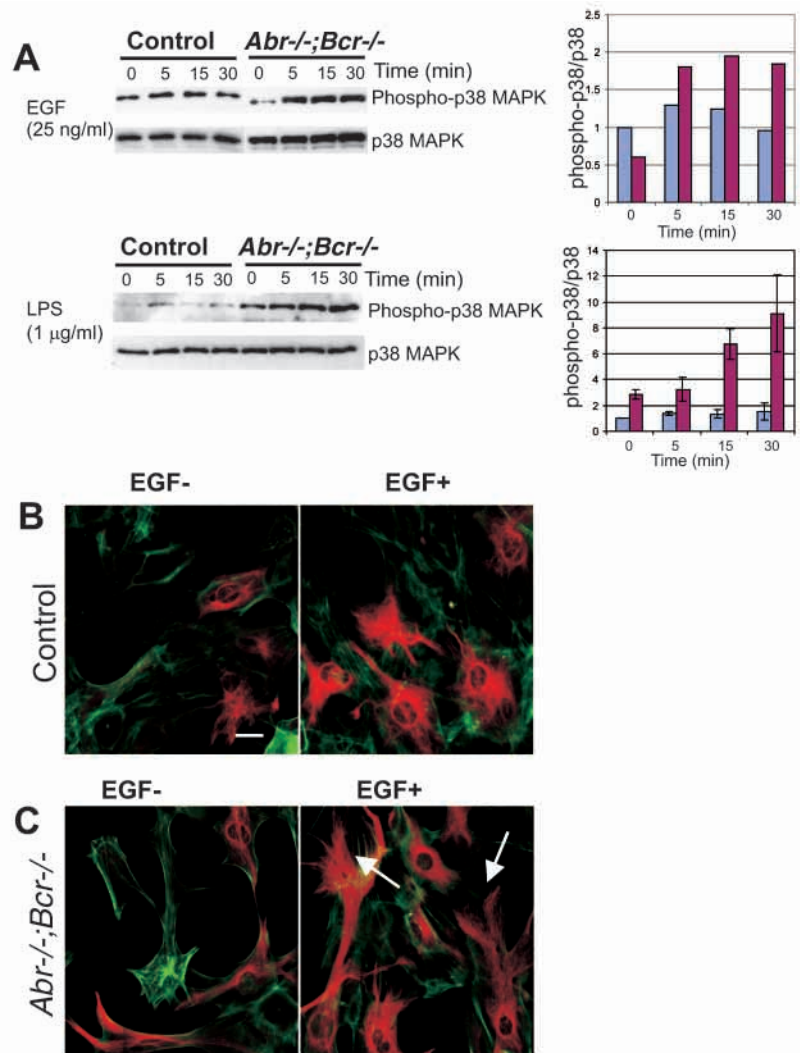 A
Control Abr-/-;Bcr-/-
0 5 15 30 0 5 15 30 Time (min)
EGF
(25 ng/ml)
Phospho-p38 MAPK
p38 MAPK
2.5
2
1.5
1
0.5
0
phospho-p38/p38
0 5 15 30
Time (min)
Control Abr-/-;Bcr-/-
0 5 15 30 0 5 15 30 Time (min)
LPS
(1 μg/ml)
Phospho-p38 MAPK
p38 MAPK
14
12
10
8
6
4
2
0
phospho-p38/p38
0 5 15 30
Time (min)
EGF- EGF+
B
Control
EGF- EGF+
C
Abr-/-;Bcr-/-